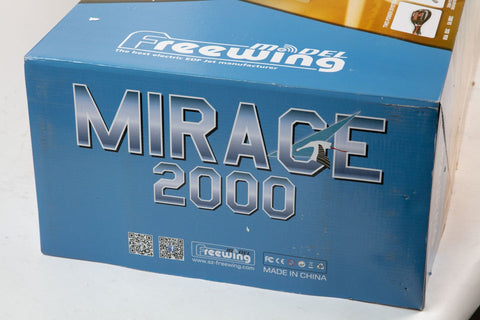 Freewing MODEL
The best electric EDF Jet manufacturer
MIRAGE
2000
Freewing
www.sz-freewing.com
MADE IN CHINA